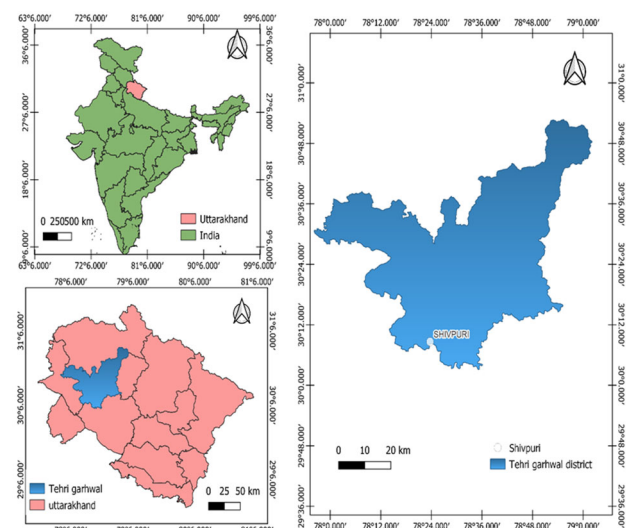 63°6.000' 72°6.000' 81°6.000' 90°6.000' 99°6.000'
36°6.000' 36°6.000'
27°6.000' 27°6.000'
18°6.000' 18°6.000'
0 250500 km
Uttarakhand
India
9°6.000' 9°6.000'
63°6.000' 72°6.000' 81°6.000' 90°6.000' 99°6.000'
78°6.000' 79°6.000' 80°6.000' 81°6.000'
31°6.000' 31°6.000'
30°6.000' 30°6.000'
29°6.000' 29°6.000'
Tehri garhwal
uttarakhand
0 25 50 km
78°0.000' 78°12.000' 78°24.000' 78°36.000' 78°48.000' 79°0.000'
31°0.000' 31°0.000'
30°48.000' 30°48.000'
30°36.000' 30°36.000'
30°24.000' 30°24.000'
30°12.000' 30°12.000'
SHIVPURI
30°0.000' 30°0.000'
29°48.000' 29°48.000'
0 10 20 km
Shivpuri
Tehri garhwal district
29°36.000' 29°36.000'
78°0.000' 78°12.000' 78°24.000' 78°36.000' 78°48.000' 79°0.000'